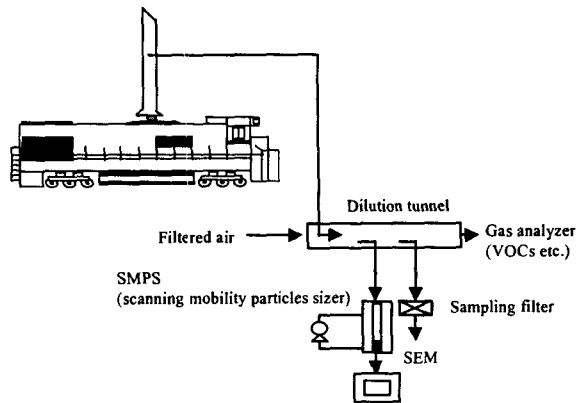 Dilution tunnel
Filtered air
Gas analyzer
(VOCs etc.)
SMPS
(scanning mobility particles sizer)
Sampling filter
SEM